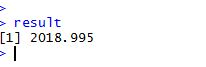 >
> result
[1] 2018.995
> |